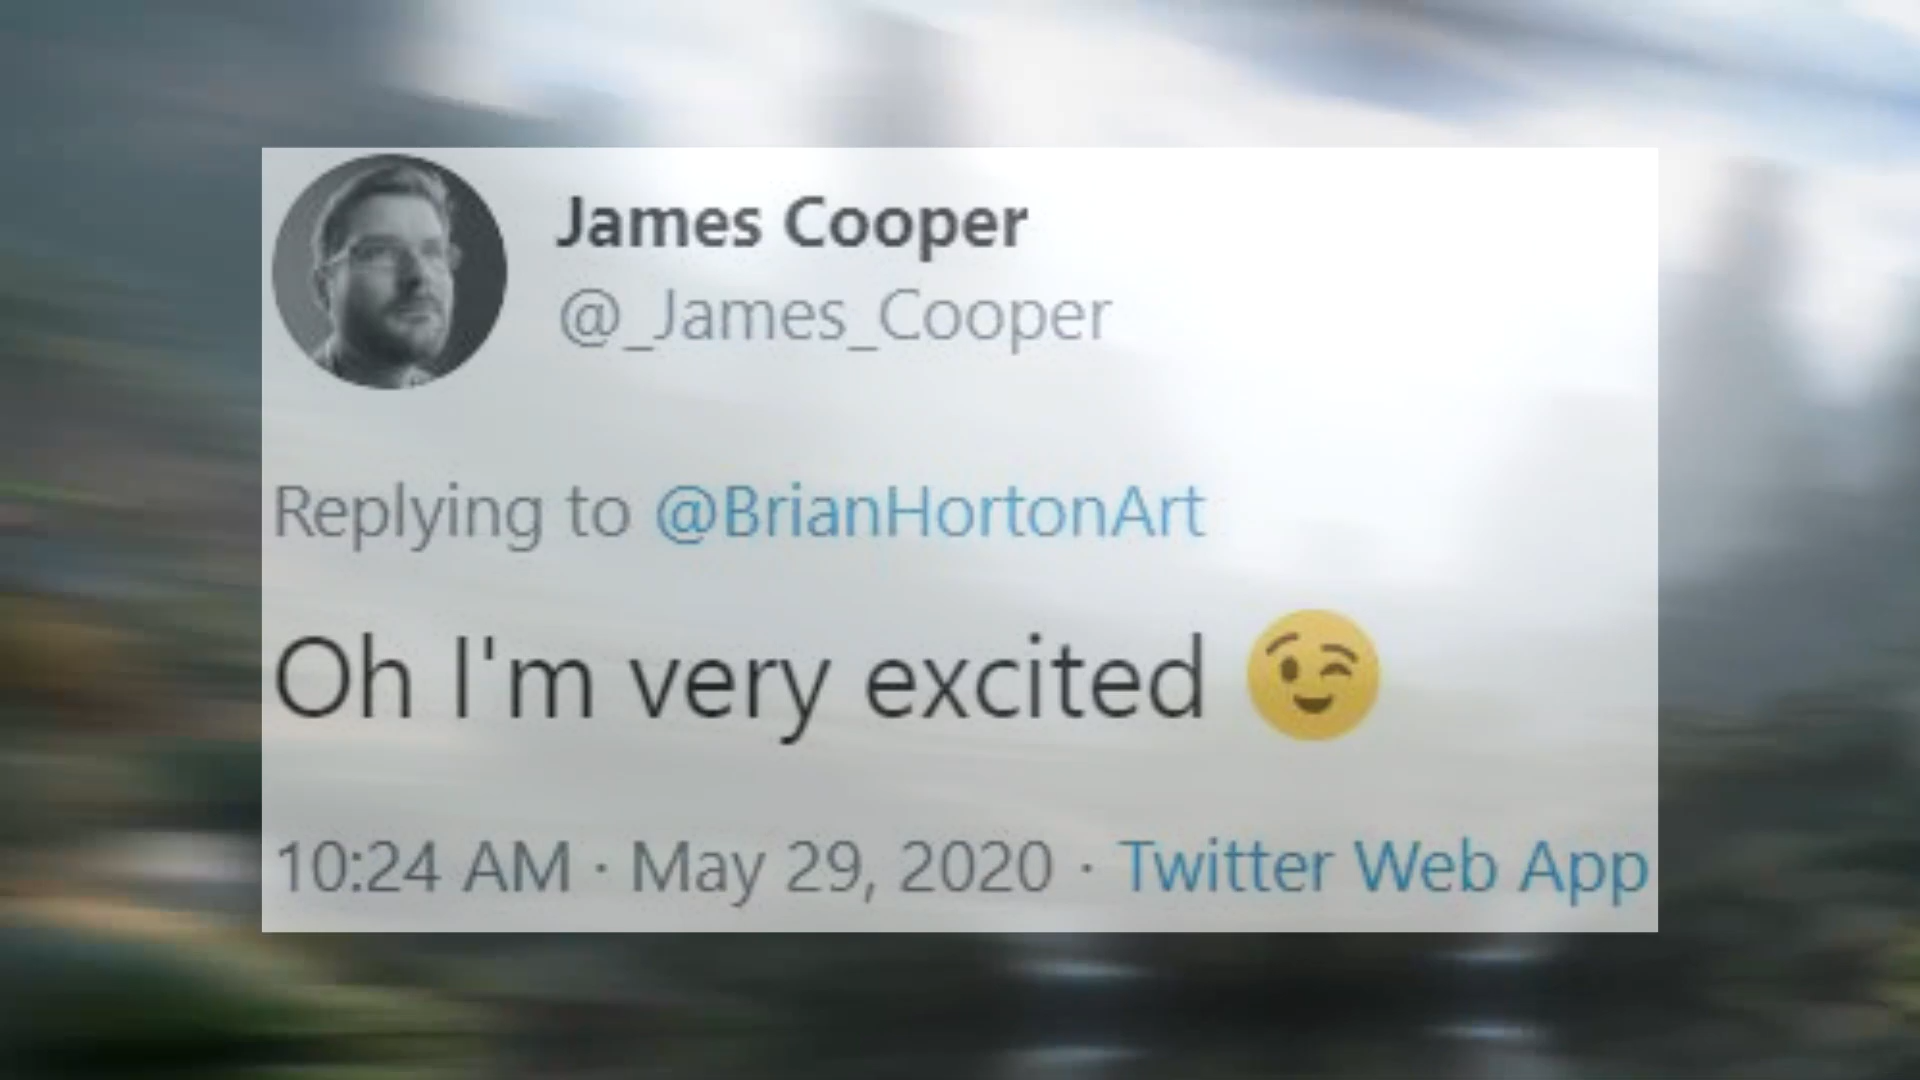 James Cooper
@_James_Cooper
Replying to @BrianHortonArt
Oh I'm very excited 😉
10:24 AM · May 29, 2020 · Twitter Web App